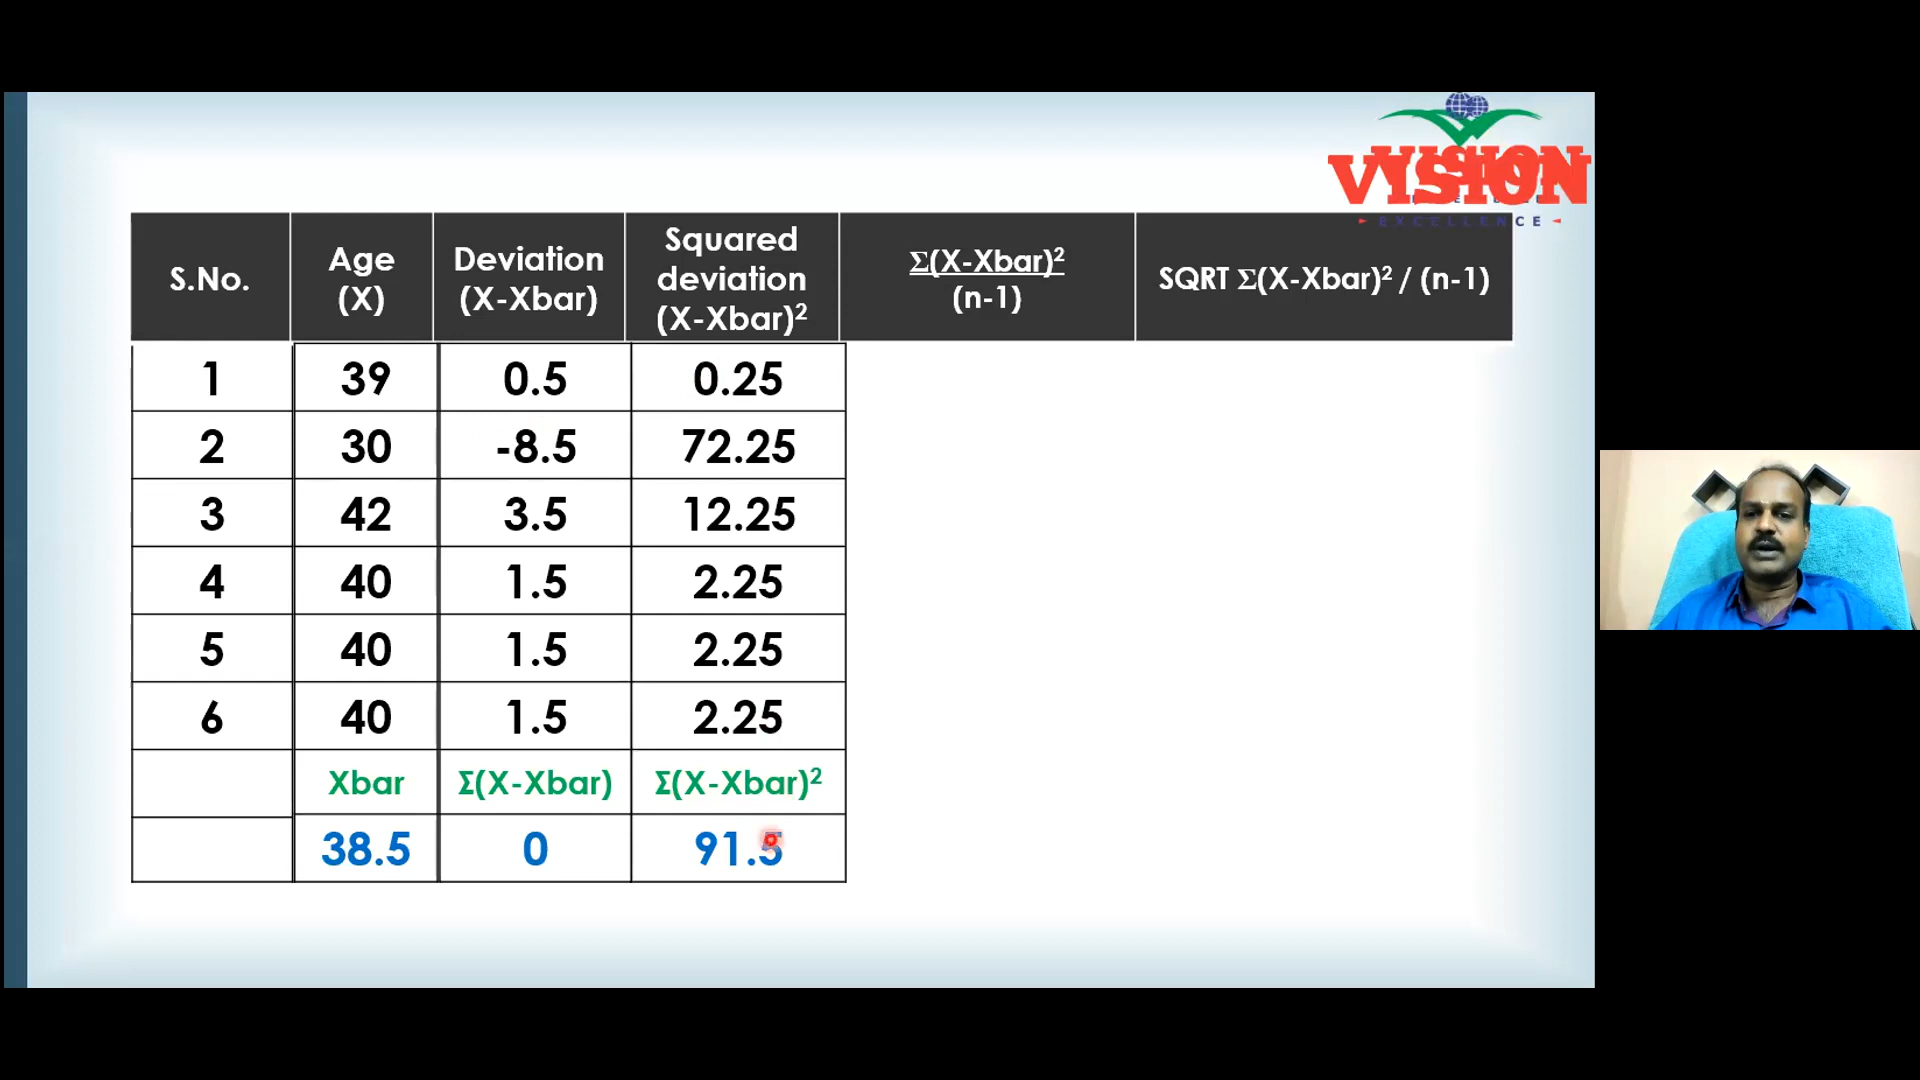 VISION
VISION
EXCELLENCE
S.No.
Age
(X)
Deviation
(X-Xbar)
Squared
deviation
(X-Xbar)²
Σ(X-Xbar)²
(n-1)
SQRT Σ(X-Xbar)² / (n-1)
1 39 0.5 0.25
2 30 -8.5 72.25
3 42 3.5 12.25
4 40 1.5 2.25
5 40 1.5 2.25
6 40 1.5 2.25
Xbar Σ(X-Xbar) Σ(X-Xbar)²
38.5 0 91.5